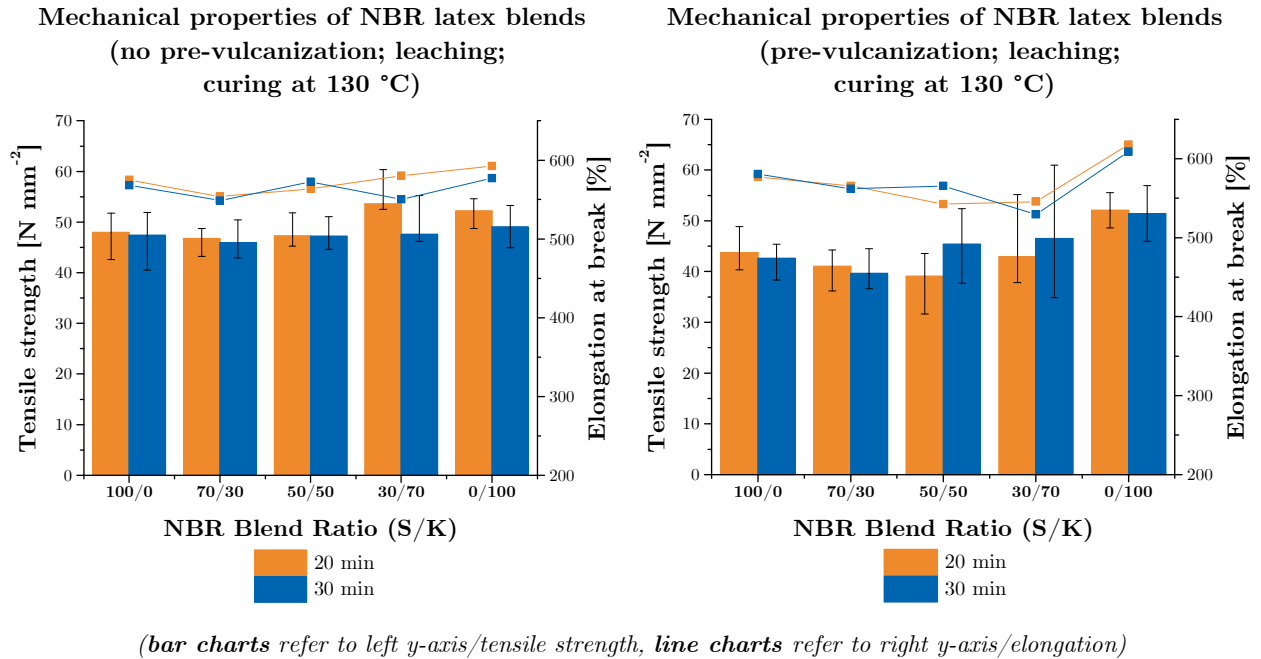 Mechanical properties of NBR latex blends
(no pre-vulcanization; leaching;
curing at 130 °C)
70
60
50
40
30
20
10
0
Tensile strength [N mm⁻²]
600
500
400
300
200
Elongation at break [%]
100/0 70/30 50/50 30/70 0/100
NBR Blend Ratio (S/K)
20 min
30 min
Mechanical properties of NBR latex blends
(pre-vulcanization; leaching;
curing at 130 °C)
70
60
50
40
30
20
10
0
Tensile strength [N mm⁻²]
600
500
400
300
200
Elongation at break [%]
100/0 70/30 50/50 30/70 0/100
NBR Blend Ratio (S/K)
20 min
30 min
(bar charts refer to left y-axis/tensile strength, line charts refer to right y-axis/elongation)